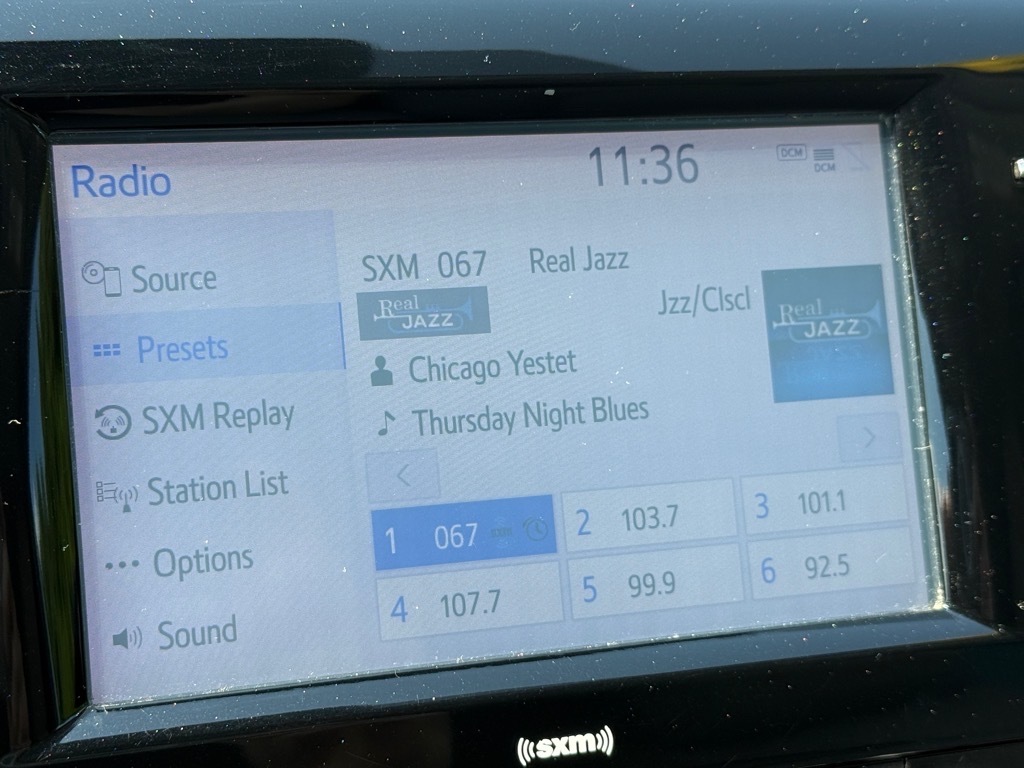 Radio
11:36
DCM
DCM
Source
Presets
SXM Replay
Station List
Options
Sound
SXM 067 Real Jazz
Real JAZZ
Jzz/Clscl
Real JAZZ
Chicago Yestet
Thursday Night Blues
<
>
1 067
2 103.7
3 101.1
4 107.7
5 99.9
6 92.5
((sxm))